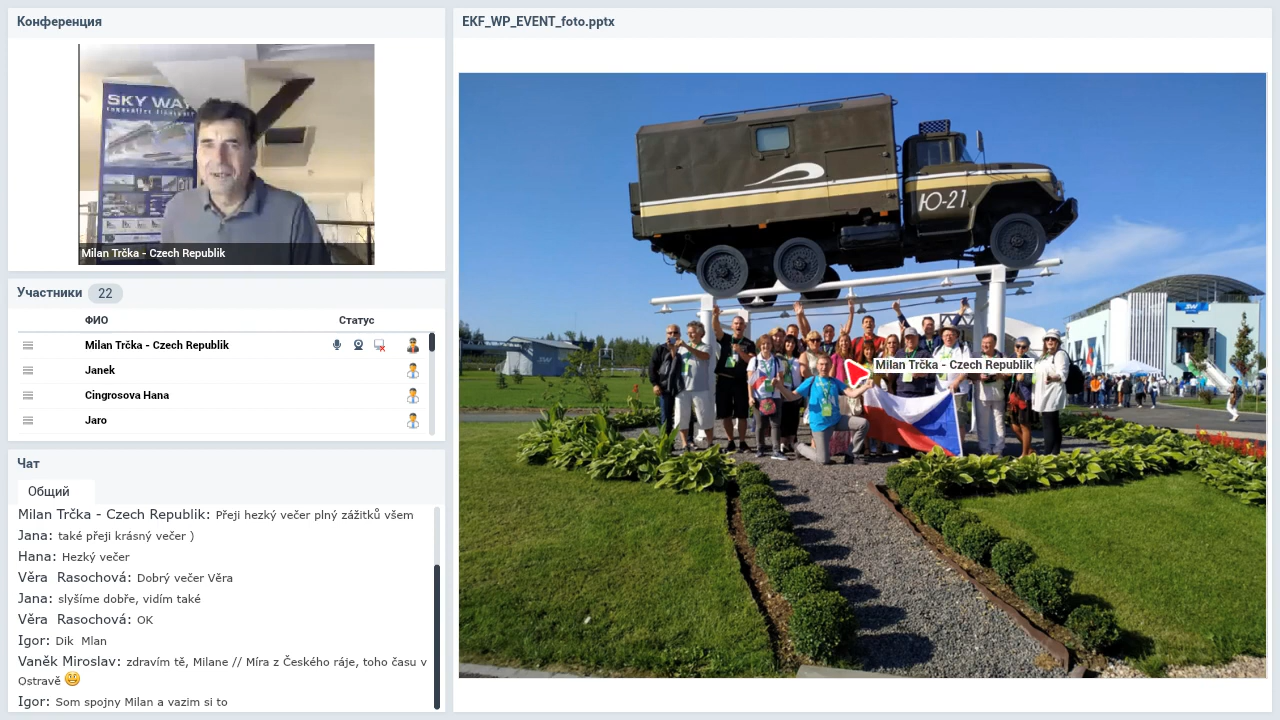 Конференция
SKY WAY
Milan Trčka - Czech Republik
Участники 22
ФИО Статус
Milan Trčka - Czech Republik
Janek
Cingrosova Hana
Jaro
Чат
Общий
Milan Trčka - Czech Republik: Přeji hezký večer plný zážitků všem
Jana: také přeji krásný večer )
Hana: Hezký večer
Věra Rasochová: Dobrý večer Věra
Jana: slyšíme dobře, vidím také
Věra Rasochová: OK
Igor: Dik Mlan
Vaněk Miroslav: zdravím tě, Milane // Míra z Českého ráje, toho času v
Ostravě
Igor: Som spojny Milan a vazim si to
EKF_WP_EVENT_foto.pptx
Ю-21
Milan Trčka - Czech Republik